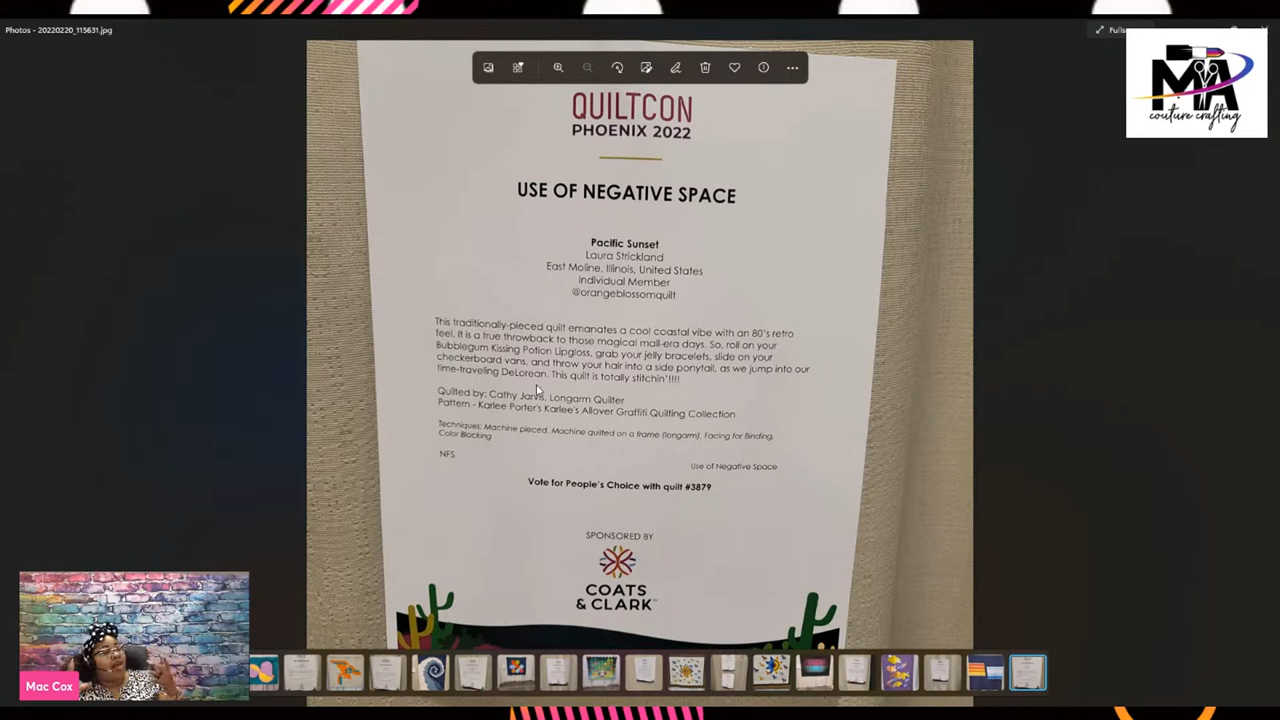 Photos - 20220220_115631.jpg
Fulls
MA
couture crafting
QUILTCON
PHOENIX 2022
USE OF NEGATIVE SPACE
Pacific Sunset
Laura Strickland
East Moline, Illinois, United States
Individual Member
@orangeblossomquilt
This traditionally-pieced quilt emanates a cool coastal vibe with an 80's retro
feel. It is a true throwback to those magical mall-era days. So, roll on your
Bubblegum Kissing Potion Lipgloss, grab your jelly bracelets, slide on your
checkerboard vans, and throw your hair into a side ponytail, as we jump into our
time-traveling DeLorean. This quilt is totally stitchin'!!!!
Quilted by: Cathy Jarvis, Longarm Quilter
Pattern - Karlee Porter's Karlee's Allover Graffiti Quilting Collection
Techniques: Machine pieced, Machine quilted on a frame (longarm), Facing for Binding,
Color Blocking
NFS
Use of Negative Space
Vote for People's Choice with quilt #3879
SPONSORED BY
COATS
& CLARK
Mac Cox